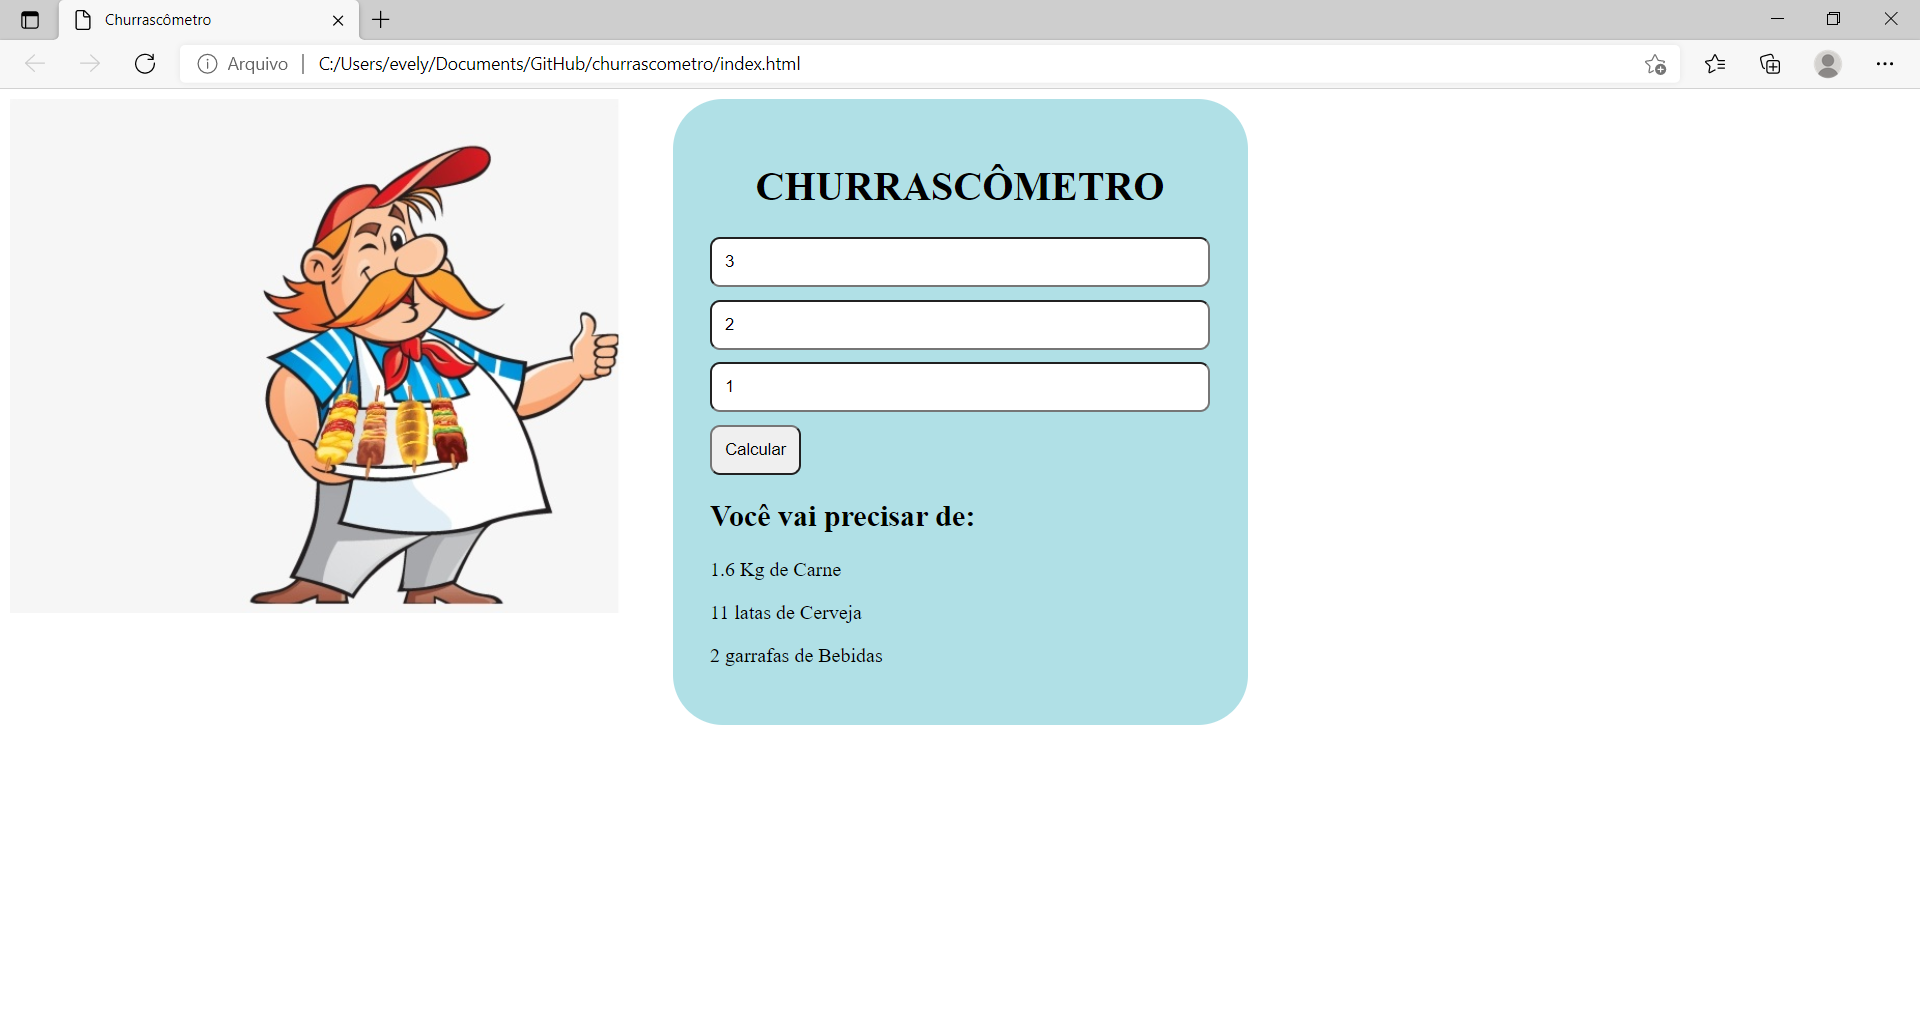 Churrascômetro
Arquivo C:/Users/evely/Documents/GitHub/churrascometro/index.html
CHURRASCÔMETRO
3
2
1
Calcular
Você vai precisar de:
1.6 Kg de Carne
11 latas de Cerveja
2 garrafas de Bebidas